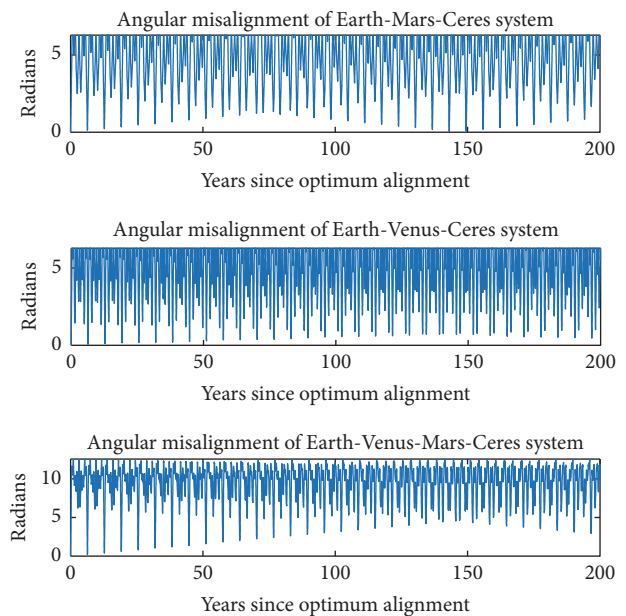 Angular misalignment of Earth-Mars-Ceres system
5
0
Radians
0 50 100 150 200
Years since optimum alignment
Angular misalignment of Earth-Venus-Ceres system
5
0
Radians
0 50 100 150 200
Years since optimum alignment
Angular misalignment of Earth-Venus-Mars-Ceres system
10
5
0
Radians
0 50 100 150 200
Years since optimum alignment